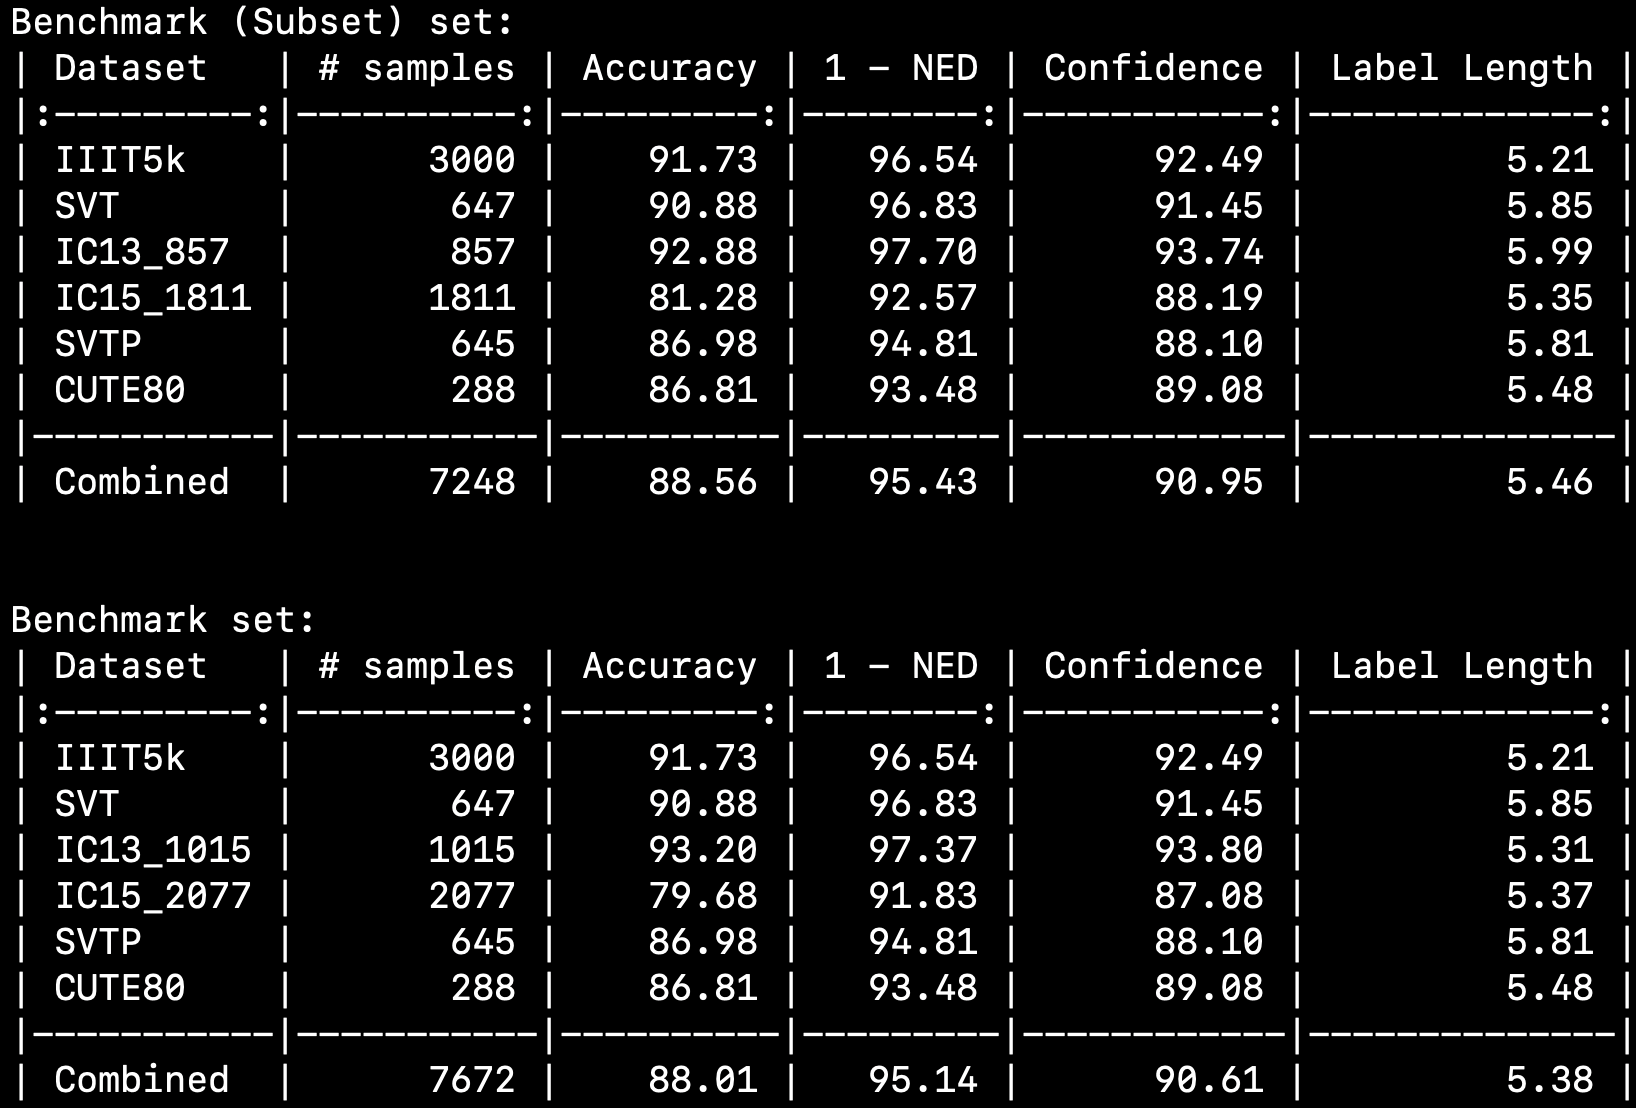 Benchmark (Subset) set:
| Dataset   | # samples | Accuracy | 1 - NED | Confidence | Label Length |
|:---------:|----------:|---------:|--------:|-----------:|-------------:|
| IIIT5k    |      3000 |    91.73 |   96.54 |      92.49 |         5.21 |
| SVT       |       647 |    90.88 |   96.83 |      91.45 |         5.85 |
| IC13_857  |       857 |    92.88 |   97.70 |      93.74 |         5.99 |
| IC15_1811 |      1811 |    81.28 |   92.57 |      88.19 |         5.35 |
| SVTP      |       645 |    86.98 |   94.81 |      88.10 |         5.81 |
| CUTE80    |       288 |    86.81 |   93.48 |      89.08 |         5.48 |
|-----------|-----------|----------|---------|------------|--------------|
| Combined  |      7248 |    88.56 |   95.43 |      90.95 |         5.46 |
Benchmark set:
| Dataset   | # samples | Accuracy | 1 - NED | Confidence | Label Length |
|:---------:|----------:|---------:|--------:|-----------:|-------------:|
| IIIT5k    |      3000 |    91.73 |   96.54 |      92.49 |         5.21 |
| SVT       |       647 |    90.88 |   96.83 |      91.45 |         5.85 |
| IC13_1015 |      1015 |    93.20 |   97.37 |      93.80 |         5.31 |
| IC15_2077 |      2077 |    79.68 |   91.83 |      87.08 |         5.37 |
| SVTP      |       645 |    86.98 |   94.81 |      88.10 |         5.81 |
| CUTE80    |       288 |    86.81 |   93.48 |      89.08 |         5.48 |
|-----------|-----------|----------|---------|------------|--------------|
| Combined  |      7672 |    88.01 |   95.14 |      90.61 |         5.38 |